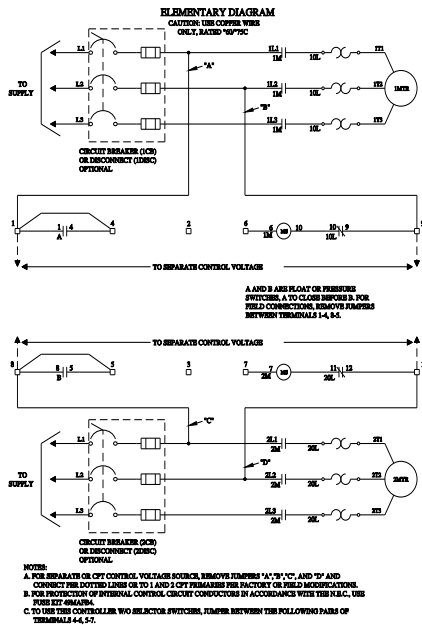 ELEMENTARY DIAGRAM
CAUTION: USE COPPER WIRE
ONLY, RATED "60/"75C
L1
1L1
1T1
1M
10L
"A"
TO
SUPPLY
L2
1L2
1T2
1MTR
1M
10L
"B"
L3
1L3
1T3
1M
10L
CIRCUIT BREAKER (1CB)
OR DISCONNECT (1DISC)
OPTIONAL
1 1 4 4 2 6 6 10 10 9
A 1M MS 10L
TO SEPARATE CONTROL VOLTAGE
A AND B ARE FLOAT OR PRESSURE
SWITCHES, A TO CLOSE BEFORE B. FOR
FIELD CONNECTIONS, REMOVE JUMPERS
BETWEEN TERMINALS 1-4, 8-5.
TO SEPARATE CONTROL VOLTAGE
8 8 5 5 3 7 7 11 12
B 2M MS 20L
"C"
L1
2L1
2T1
2M
20L
"D"
TO
SUPPLY
L2
2L2
2T2
2MTR
2M
20L
L3
2L3
2T3
2M
20L
CIRCUIT BREAKER (2CB)
OR DISCONNECT (2DISC)
OPTIONAL
NOTES:
A. FOR SEPARATE OR CPT CONTROL VOLTAGE SOURCE, REMOVE JUMPERS "A","B","C", AND "D" AND
CONNECT PER DOTTED LINES OR TO 1 AND 2 CPT PRIMARIES PER FACTORY OR FIELD MODIFICATIONS.
B. FOR PROTECTION OF INTERNAL CONTROL CIRCUIT CONDUCTORS IN ACCORDANCE WITH THE N.E.C., USE
FUSE KIT 49MAFB4.
C. TO USE THIS CONTROLLER W/O SELECTOR SWITCHES, JUMPER BETWEEN THE FOLLOWING PAIRS OF
TERMINALS 4-6, 5-7.